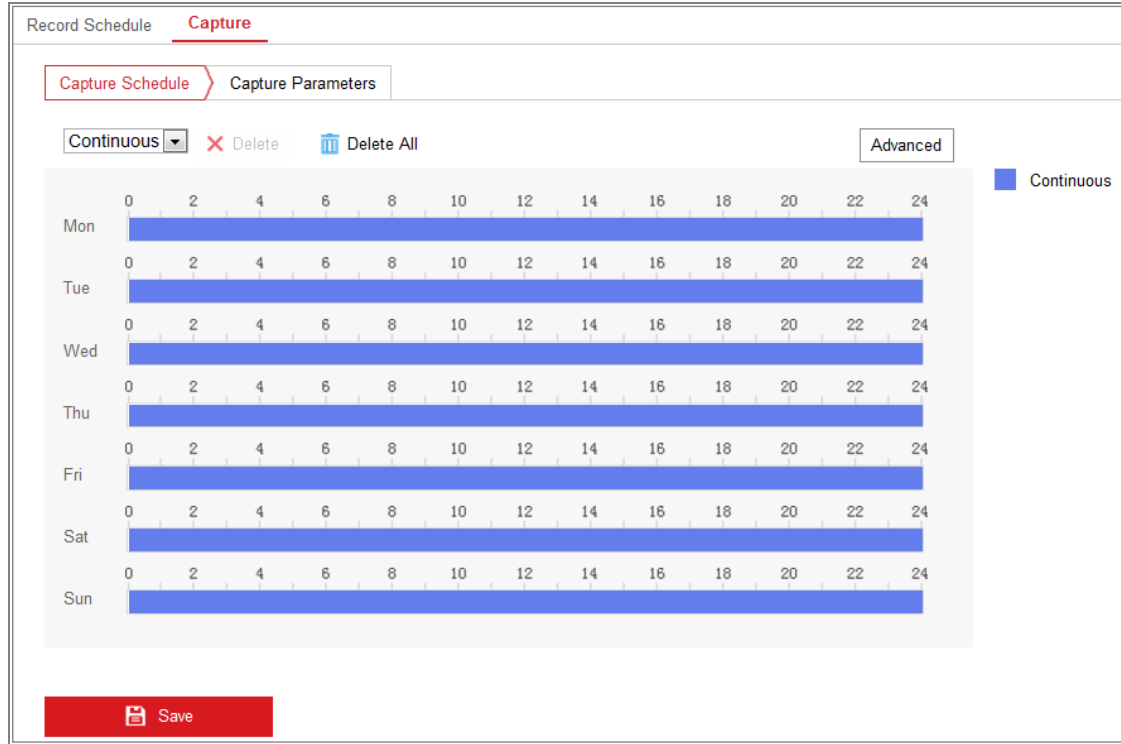 Record Schedule Capture
Capture Schedule Capture Parameters
Continuous Delete Delete All Advanced
Continuous
0 2 4 6 8 10 12 14 16 18 20 22 24
Mon
0 2 4 6 8 10 12 14 16 18 20 22 24
Tue
0 2 4 6 8 10 12 14 16 18 20 22 24
Wed
0 2 4 6 8 10 12 14 16 18 20 22 24
Thu
0 2 4 6 8 10 12 14 16 18 20 22 24
Fri
0 2 4 6 8 10 12 14 16 18 20 22 24
Sat
0 2 4 6 8 10 12 14 16 18 20 22 24
Sun
Save